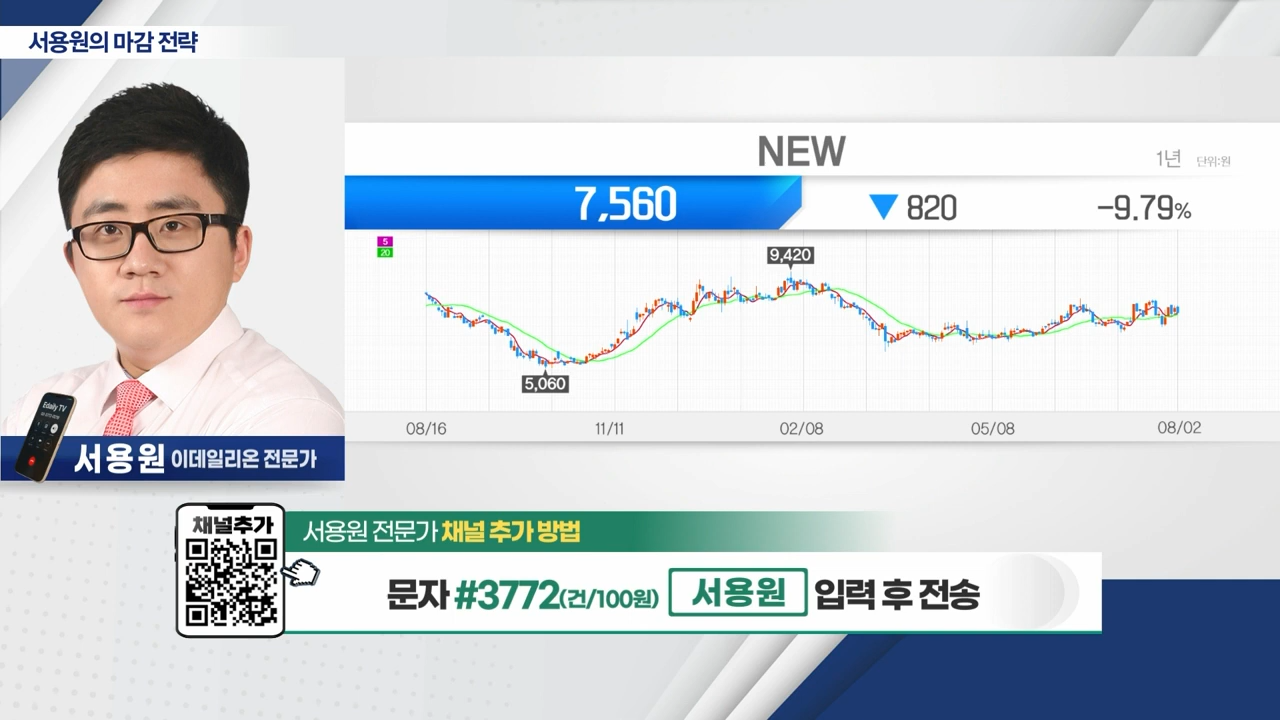 서용원의 마감 전략
NEW
1년 단위:원
7,560 ▼ 820 -9.79%
5
20
9,420
5,060
08/16 11/11 02/08 05/08 08/02
Edaily TV
서용원 이데일리온 전문가
채널추가
서용원 전문가 채널 추가 방법
문자 #3772(건/100원) 서용원 입력 후 전송